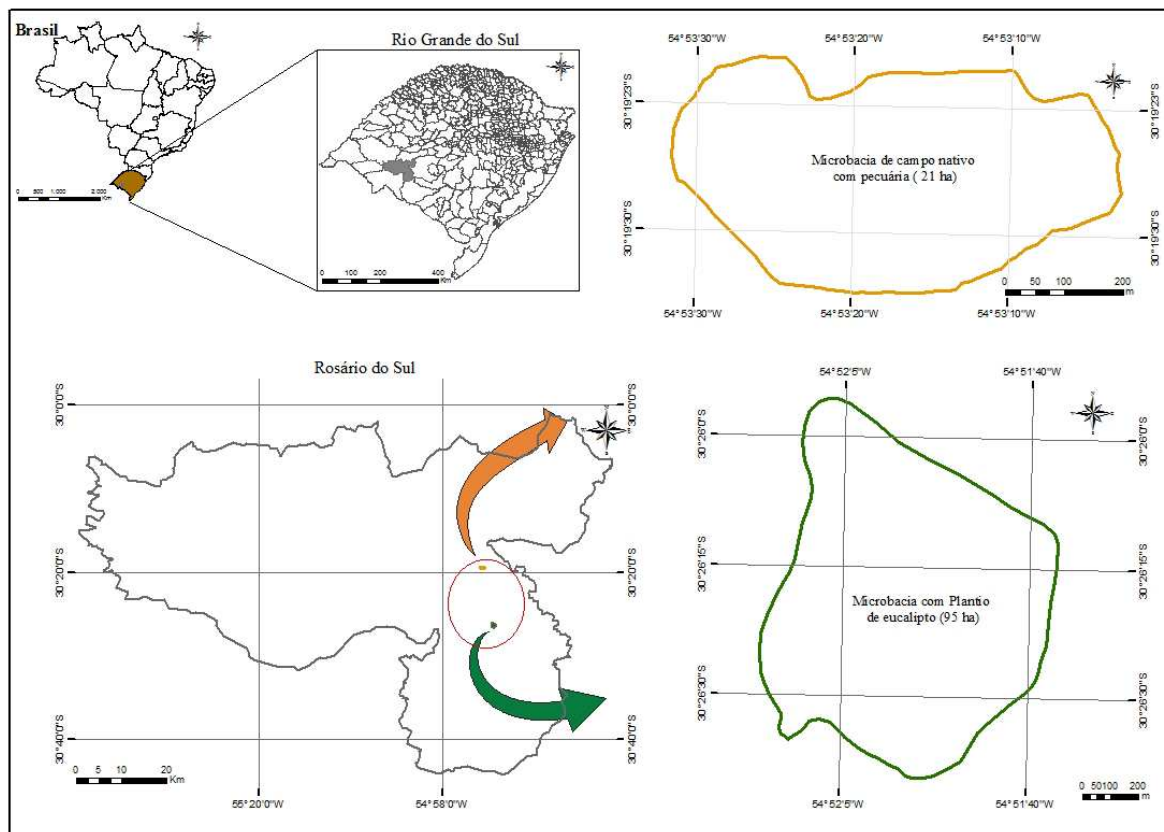 Brasil
0 500 1.000 2.000
Km
Rio Grande do Sul
0 100 200 400
Km
54°53'30"W 54°53'20"W 54°53'10"W
30°19'23"S
30°19'23"S
Microbacia de campo nativo
com pecuária ( 21 ha)
30°19'30"S
30°19'30"S
0 50 100 200
m
54°53'30"W 54°53'20"W 54°53'10"W
Rosário do Sul
30°0'0"S
30°0'0"S
30°20'0"S
30°20'0"S
30°40'0"S
30°40'0"S
0 5 10 20
Km
55°20'0"W 54°58'0"W
54°52'5"W 54°51'40"W
30°26'0"S
30°26'0"S
30°26'15"S
30°26'15"S
Microbacia com Plantio
de eucalipto (95 ha)
30°26'30"S
30°26'30"S
0 50100 200
m
54°52'5"W 54°51'40"W